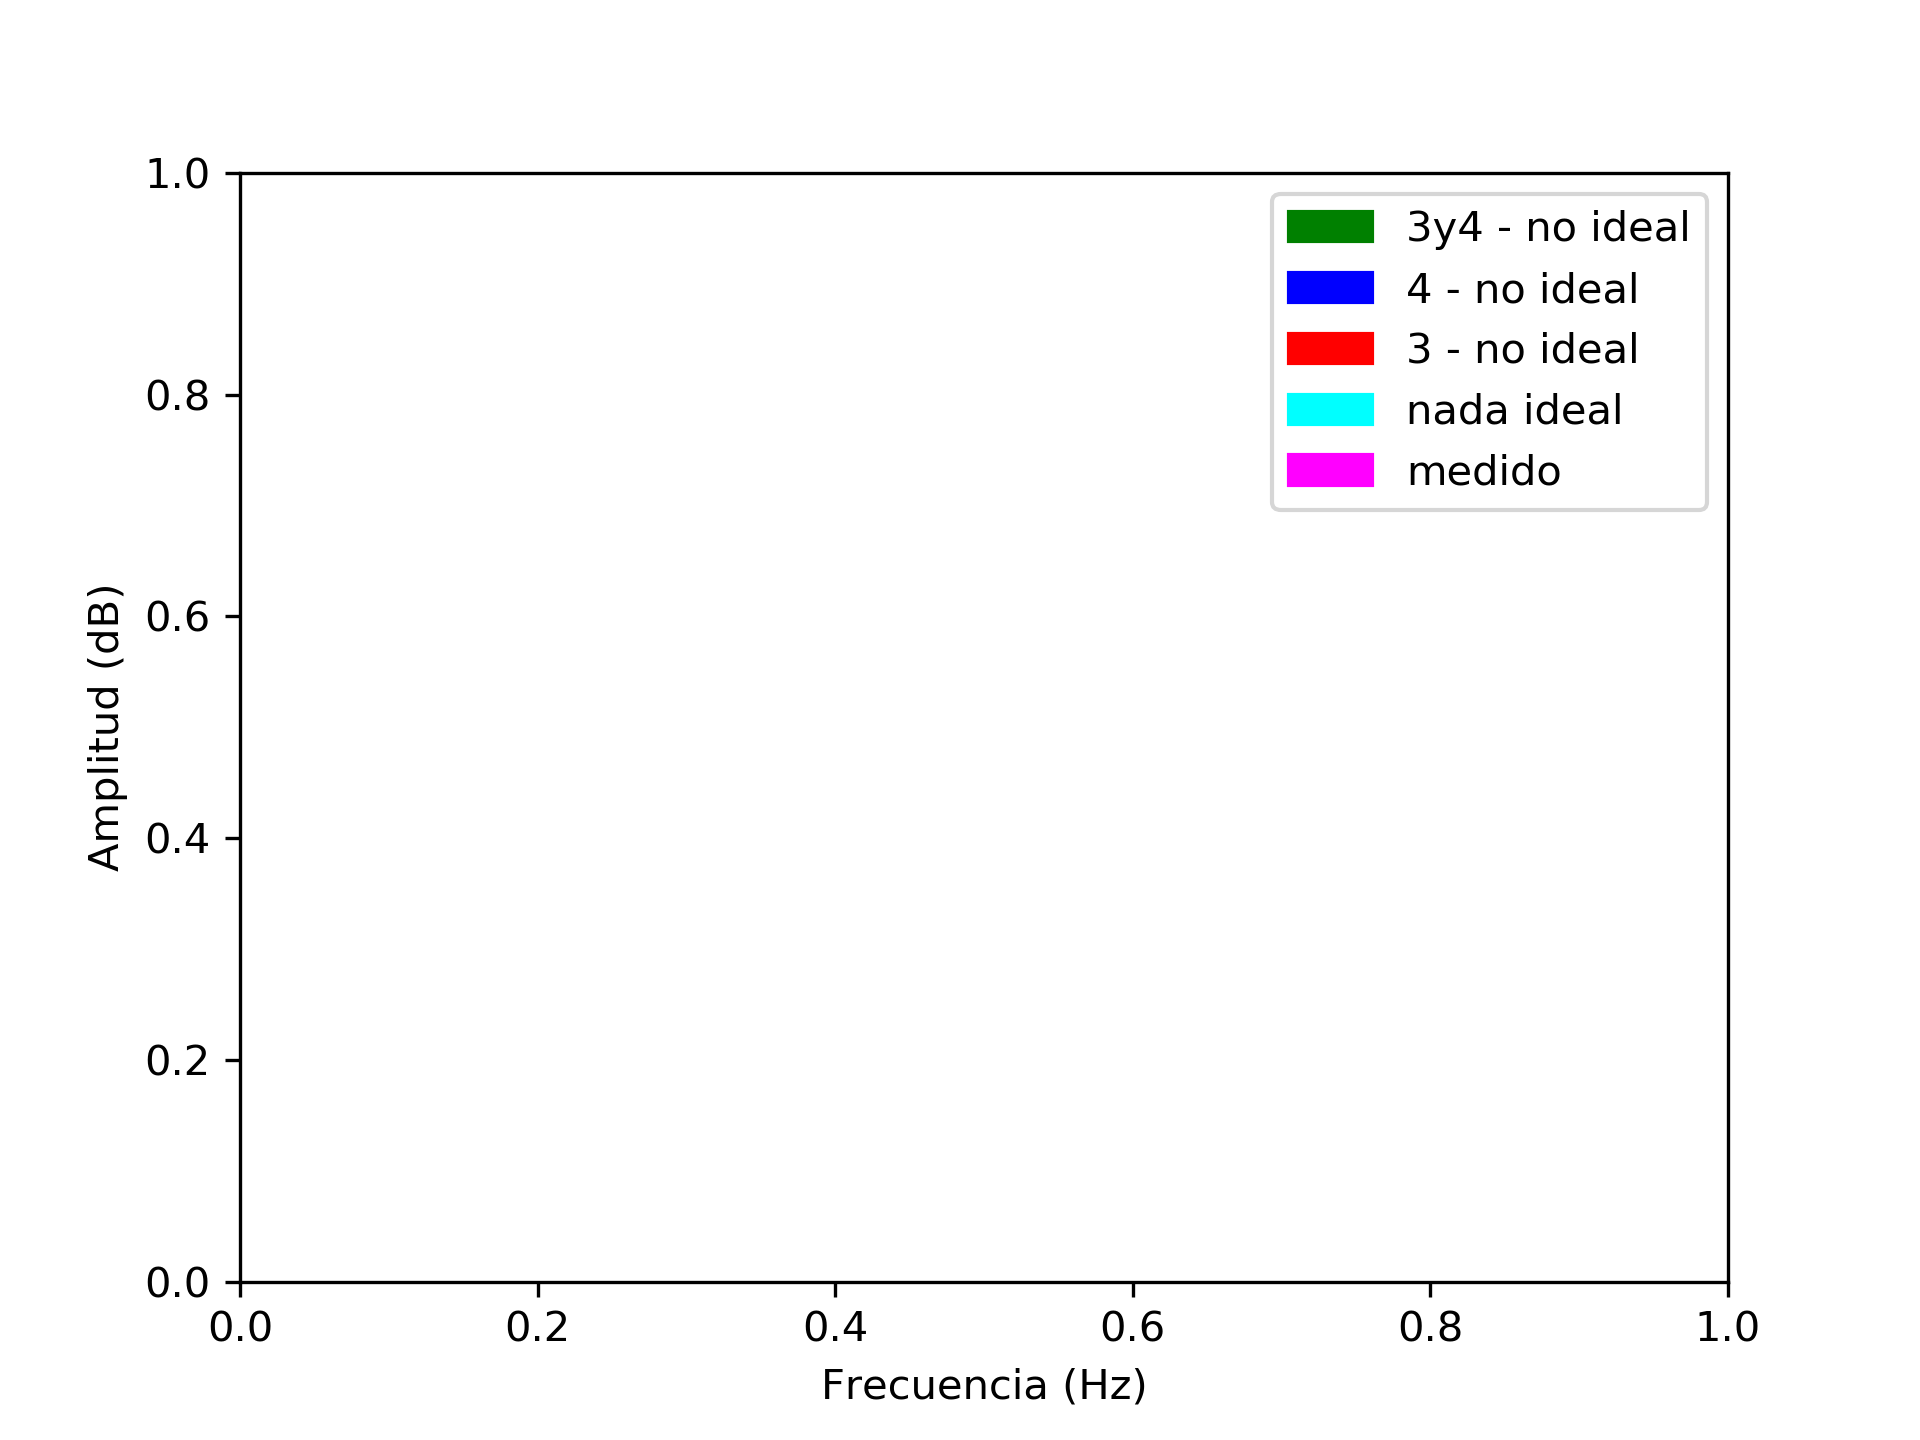 1.0
0.8
0.6
0.4
0.2
0.0
Amplitud (dB)
3y4 - no ideal
4 - no ideal
3 - no ideal
nada ideal
medido
0.0 0.2 0.4 0.6 0.8 1.0
Frecuencia (Hz)